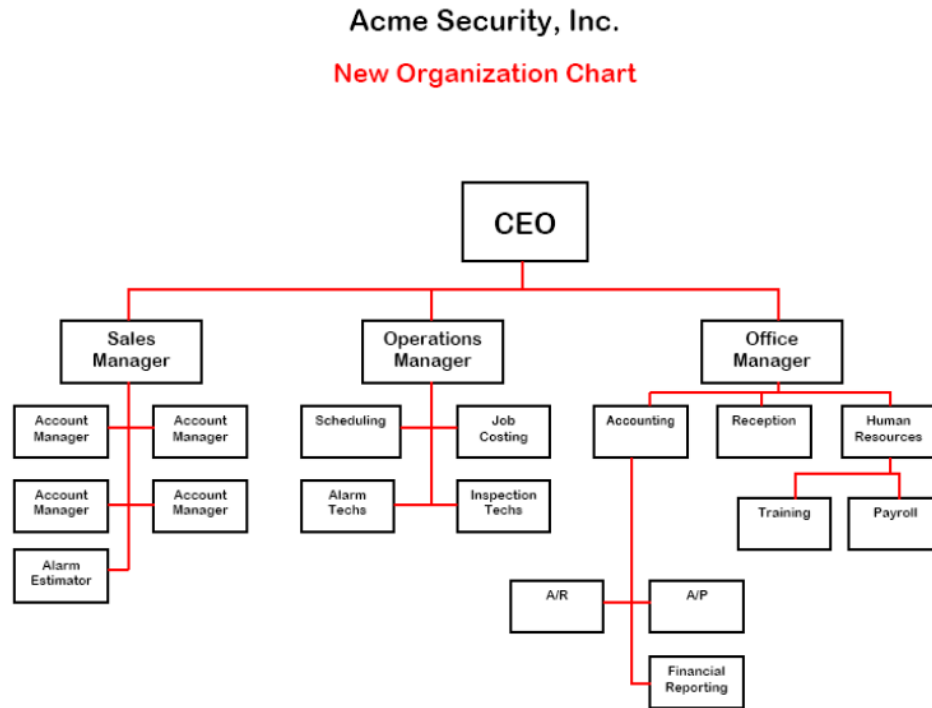 Acme Security, Inc.
New Organization Chart
CEO
Sales
Manager
Operations
Manager
Office
Manager
Account
Manager
Account
Manager
Scheduling
Job
Costing
Accounting
Reception
Human
Resources
Account
Manager
Account
Manager
Alarm
Techs
Inspection
Techs
Training
Payroll
Alarm
Estimator
A/R
A/P
Financial
Reporting